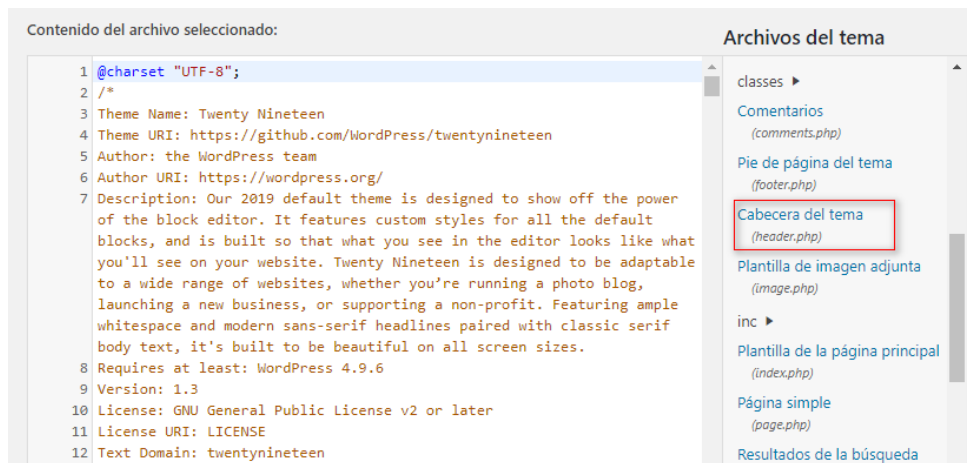 Contenido del archivo seleccionado:
1 @charset "UTF-8";
2 /*
3 Theme Name: Twenty Nineteen
4 Theme URI: https://github.com/WordPress/twentynineteen
5 Author: the WordPress team
6 Author URI: https://wordpress.org/
7 Description: Our 2019 default theme is designed to show off the power
of the block editor. It features custom styles for all the default
blocks, and is built so that what you see in the editor looks like what
you'll see on your website. Twenty Nineteen is designed to be adaptable
to a wide range of websites, whether you’re running a photo blog,
launching a new business, or supporting a non-profit. Featuring ample
whitespace and modern sans-serif headlines paired with classic serif
body text, it's built to be beautiful on all screen sizes.
8 Requires at least: WordPress 4.9.6
9 Version: 1.3
10 License: GNU General Public License v2 or later
11 License URI: LICENSE
12 Text Domain: twentynineteen
Archivos del tema
classes
Comentarios
(comments.php)
Pie de página del tema
(footer.php)
Cabecera del tema
(header.php)
Plantilla de imagen adjunta
(image.php)
inc
Plantilla de la página principal
(index.php)
Página simple
(page.php)
Resultados de la búsqueda